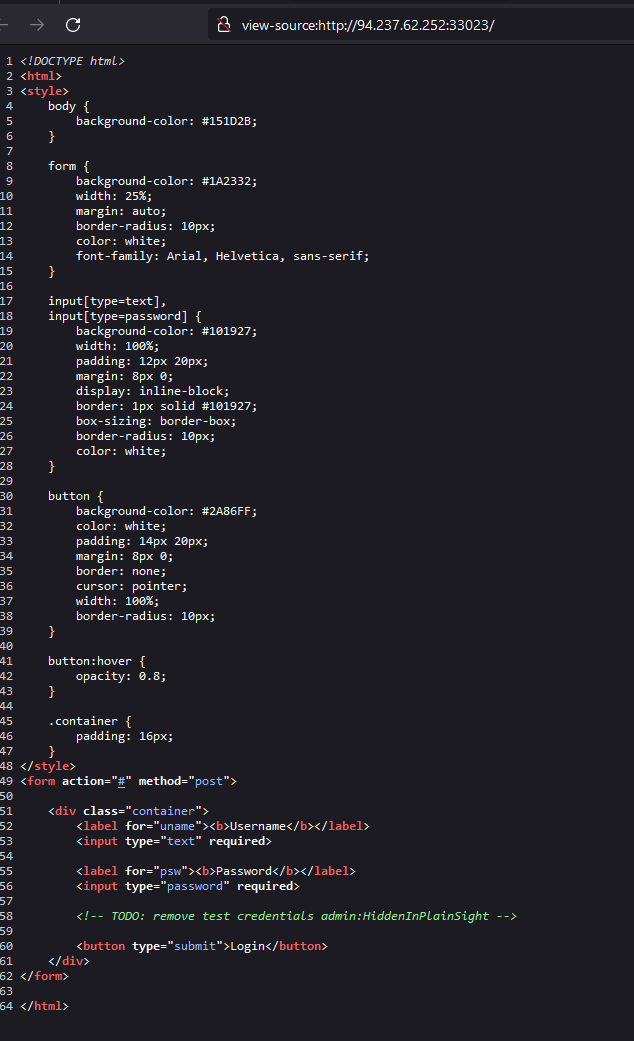 view-source:http://94.237.62.252:33023/
1 <!DOCTYPE html>
2 <html>
3 <style>
4     body {
5         background-color: #151D2B;
6     }
7
8     form {
9         background-color: #1A2332;
10         width: 25%;
11         margin: auto;
12         border-radius: 10px;
13         color: white;
14         font-family: Arial, Helvetica, sans-serif;
15     }
16
17     input[type=text],
18     input[type=password] {
19         background-color: #101927;
20         width: 100%;
21         padding: 12px 20px;
22         margin: 8px 0;
23         display: inline-block;
24         border: 1px solid #101927;
25         box-sizing: border-box;
26         border-radius: 10px;
27         color: white;
28     }
29
30     button {
31         background-color: #2A86FF;
32         color: white;
33         padding: 14px 20px;
34         margin: 8px 0;
35         border: none;
36         cursor: pointer;
37         width: 100%;
38         border-radius: 10px;
39     }
40
41     button:hover {
42         opacity: 0.8;
43     }
44
45     .container {
46         padding: 16px;
47     }
48 </style>
49 <form action="#" method="post">
50
51     <div class="container">
52         <label for="uname"><b>Username</b></label>
53         <input type="text" required>
54
55         <label for="psw"><b>Password</b></label>
56         <input type="password" required>
57
58         <!-- TODO: remove test credentials admin:HiddenInPlainSight -->
59
60         <button type="submit">Login</button>
61     </div>
62 </form>
63
64 </html>